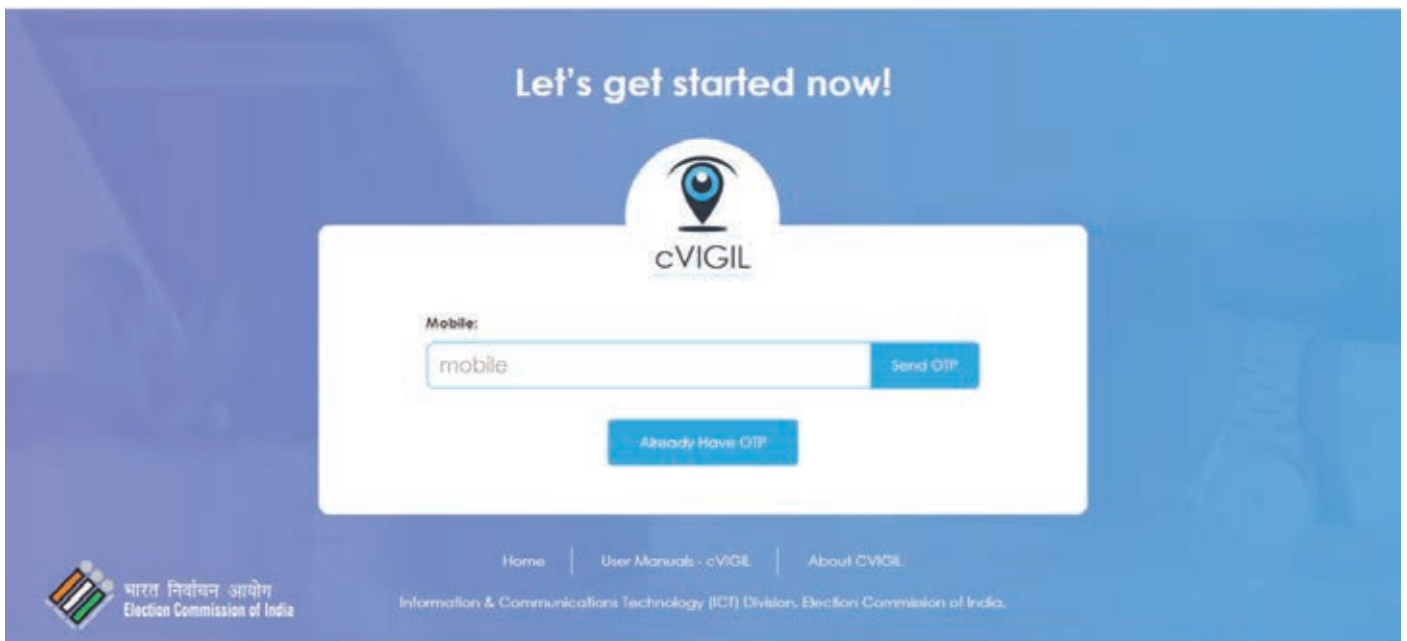 Let's get started now!
cVIGIL
Mobile:
mobile
Send OTP
Already Have OTP
Home
User Manuals - cVIGIL
About CVIGIL
भारत निर्वाचन आयोग
Election Commission of India
Information & Communications Technology (ICT) Division, Election Commission of India.